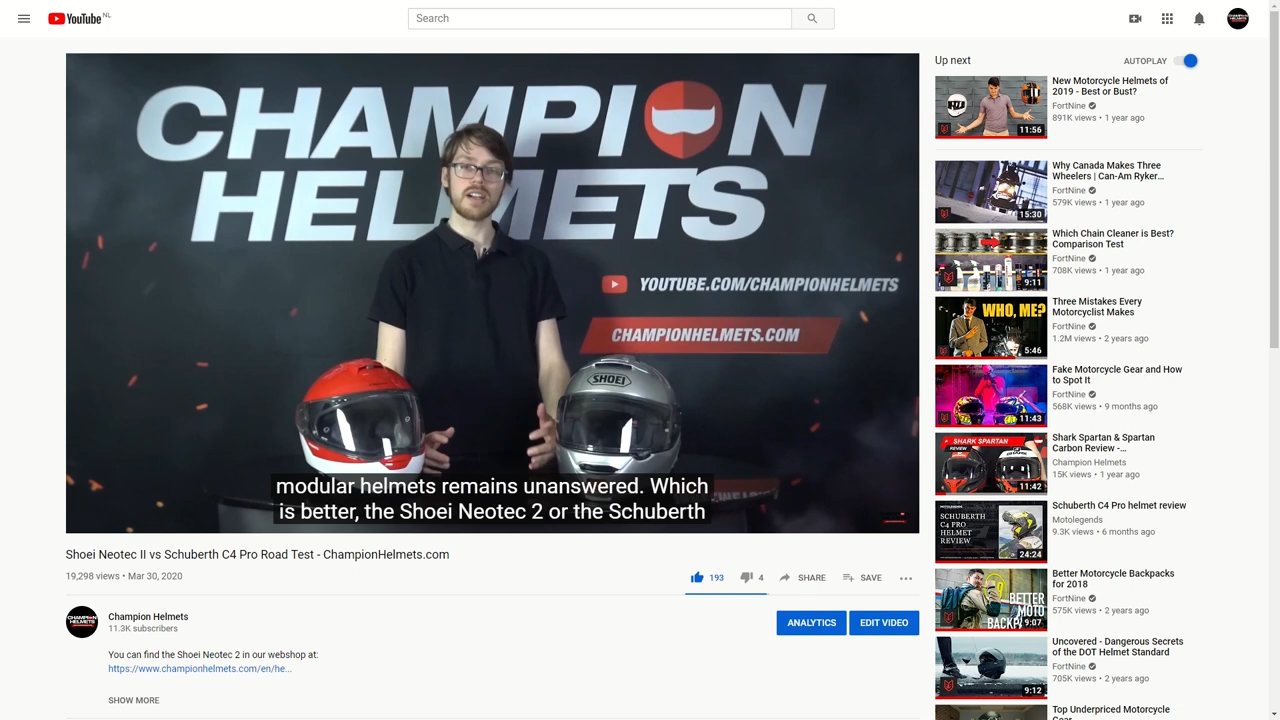 YouTube NL
Search
CHAMPION
HELMETS
YOUTUBE.COM/CHAMPIONHELMETS
CHAMPIONHELMETS.COM
SHOEI
modular helmets remains unanswered. Which
is better, the Shoei Neotec 2 or the Schuberth
Shoei Neotec II vs Schuberth C4 Pro Road Test - ChampionHelmets.com
19,298 views • Mar 30, 2020
193
4
SHARE
SAVE
CHAMPION
HELMETS
Champion Helmets
11.3K subscribers
ANALYTICS
EDIT VIDEO
You can find the Shoei Neotec 2 in our webshop at:
https://www.championhelmets.com/en/he...
SHOW MORE
Up next
AUTOPLAY
11:56
New Motorcycle Helmets of
2019 - Best or Bust?
FortNine
891K views • 1 year ago
15:30
Why Canada Makes Three
Wheelers | Can-Am Ryker...
FortNine
579K views • 1 year ago
9:11
Which Chain Cleaner is Best?
Comparison Test
FortNine
708K views • 1 year ago
WHO, ME?
5:46
Three Mistakes Every
Motorcyclist Makes
FortNine
1.2M views • 2 years ago
11:43
Fake Motorcycle Gear and How
to Spot It
FortNine
568K views • 9 months ago
SHARK SPARTAN
REVIEW
11:42
Shark Spartan & Spartan
Carbon Review -...
Champion Helmets
15K views • 1 year ago
SCHUBERTH
C4 PRO
HELMET
REVIEW
24:24
Schuberth C4 Pro helmet review
Motolegends
9.3K views • 6 months ago
BETTER
MOTO
BACKP
9:07
Better Motorcycle Backpacks
for 2018
FortNine
575K views • 2 years ago
9:12
Uncovered - Dangerous Secrets
of the DOT Helmet Standard
FortNine
705K views • 2 years ago
Top Underpriced Motorcycle